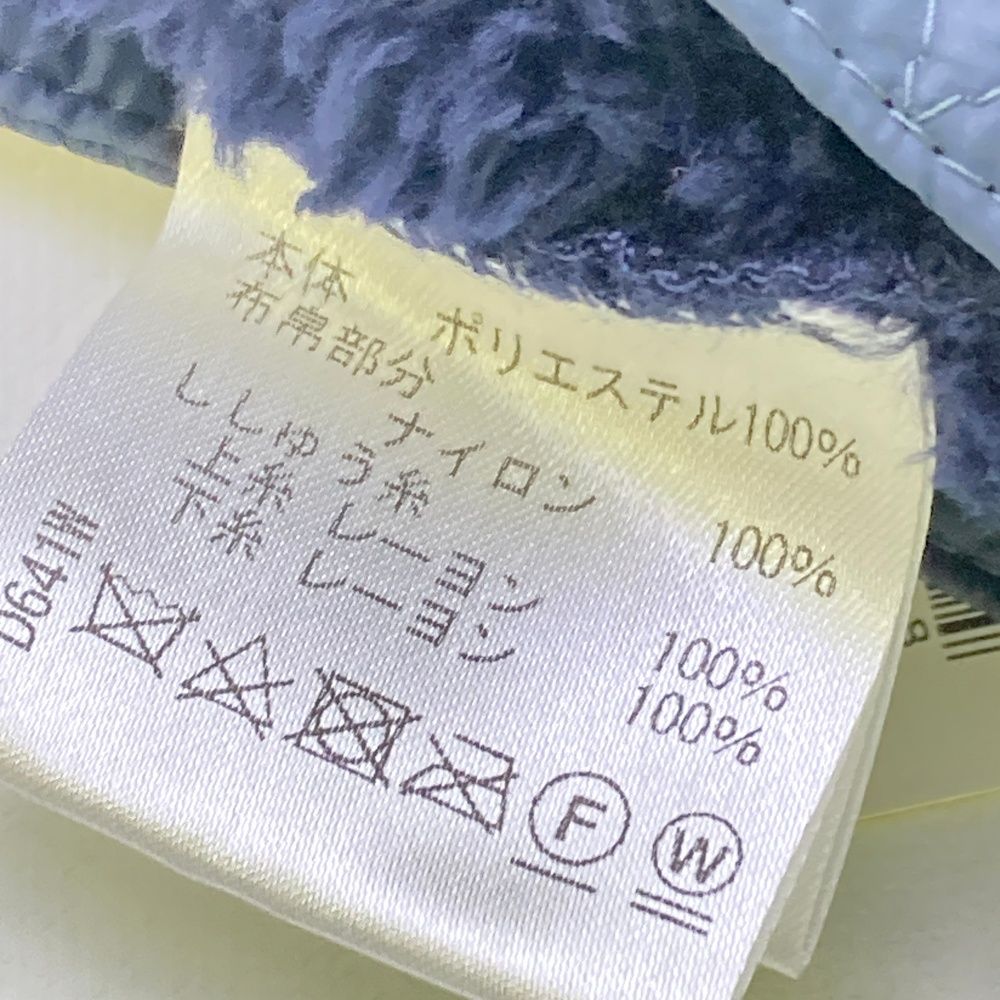 本体 ポリエステル100%
布帛部分
ナイロン 100%
ししゅう糸
上糸 レーヨン 100%
下糸 レーヨン 100%
D641W
F W